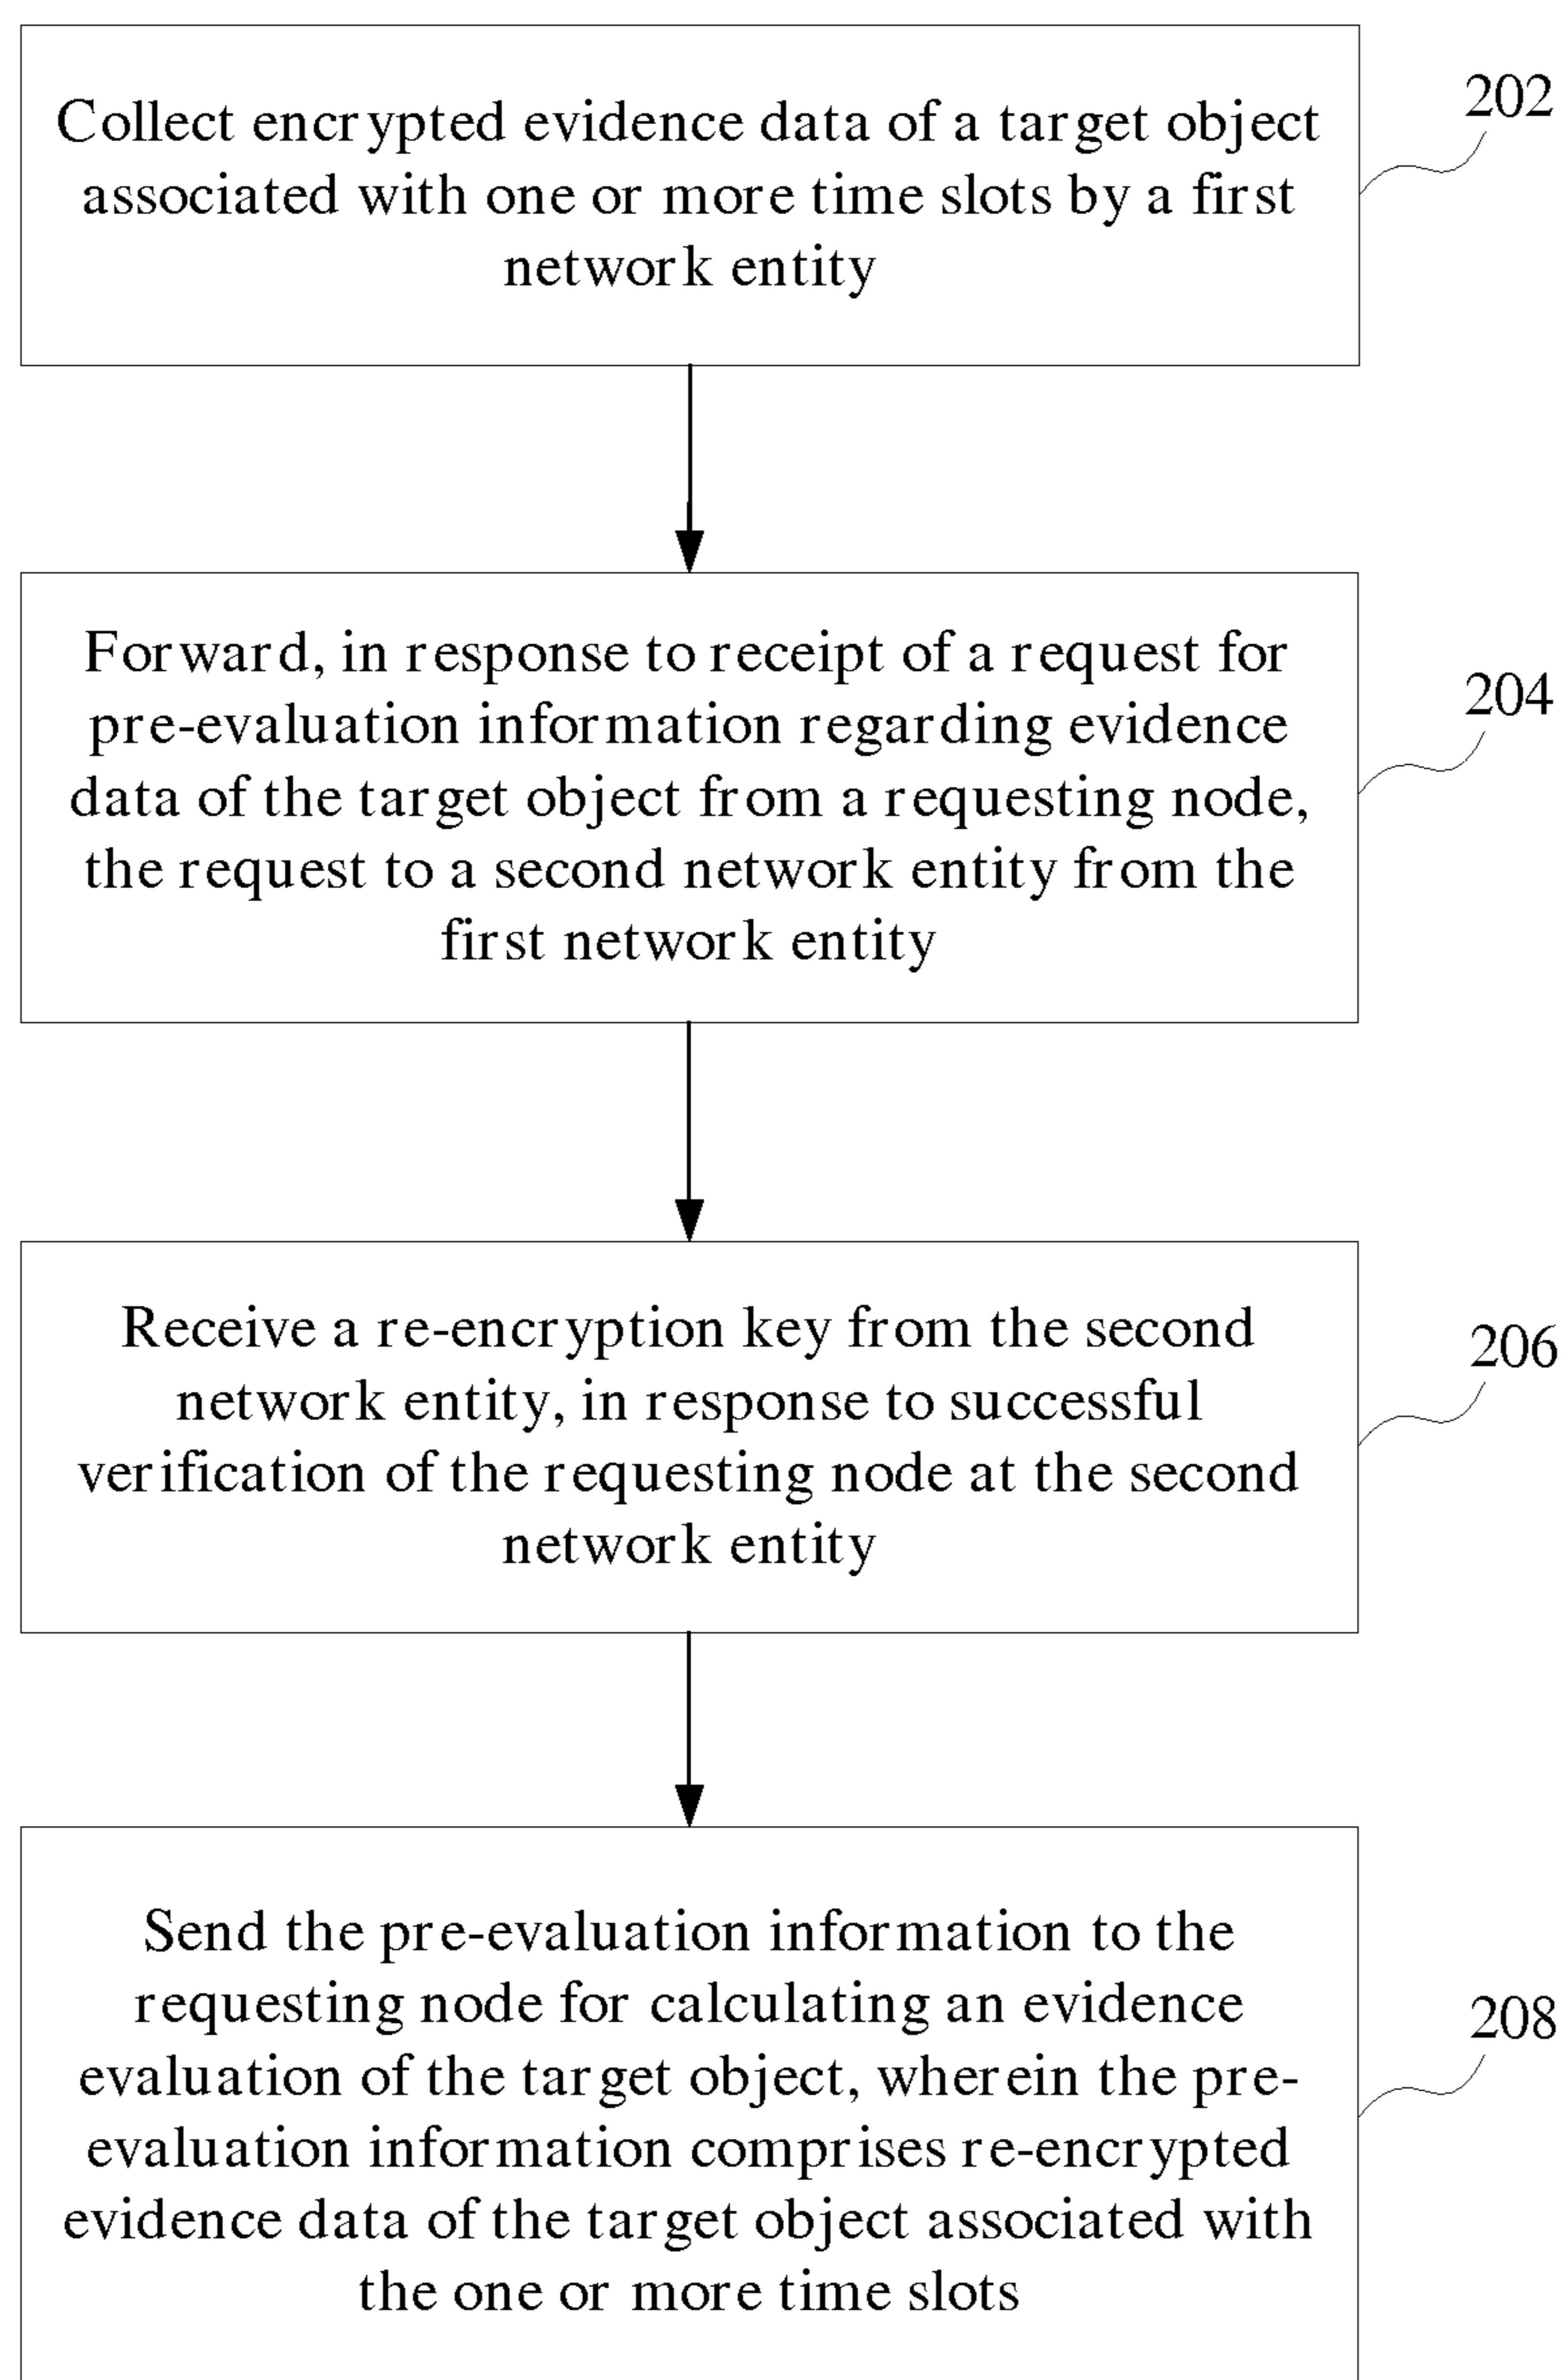 Collect encrypted evidence data of a target object
associated with one or more time slots by a first
network entity
202
Forward, in response to receipt of a request for
pre-evaluation information regarding evidence
data of the target object from a requesting node,
the request to a second network entity from the
first network entity
204
Receive a re-encryption key from the second
network entity, in response to successful
verification of the requesting node at the second
network entity
206
Send the pre-evaluation information to the
requesting node for calculating an evidence
evaluation of the target object, wherein the pre-
evaluation information comprises re-encrypted
evidence data of the target object associated with
the one or more time slots
208